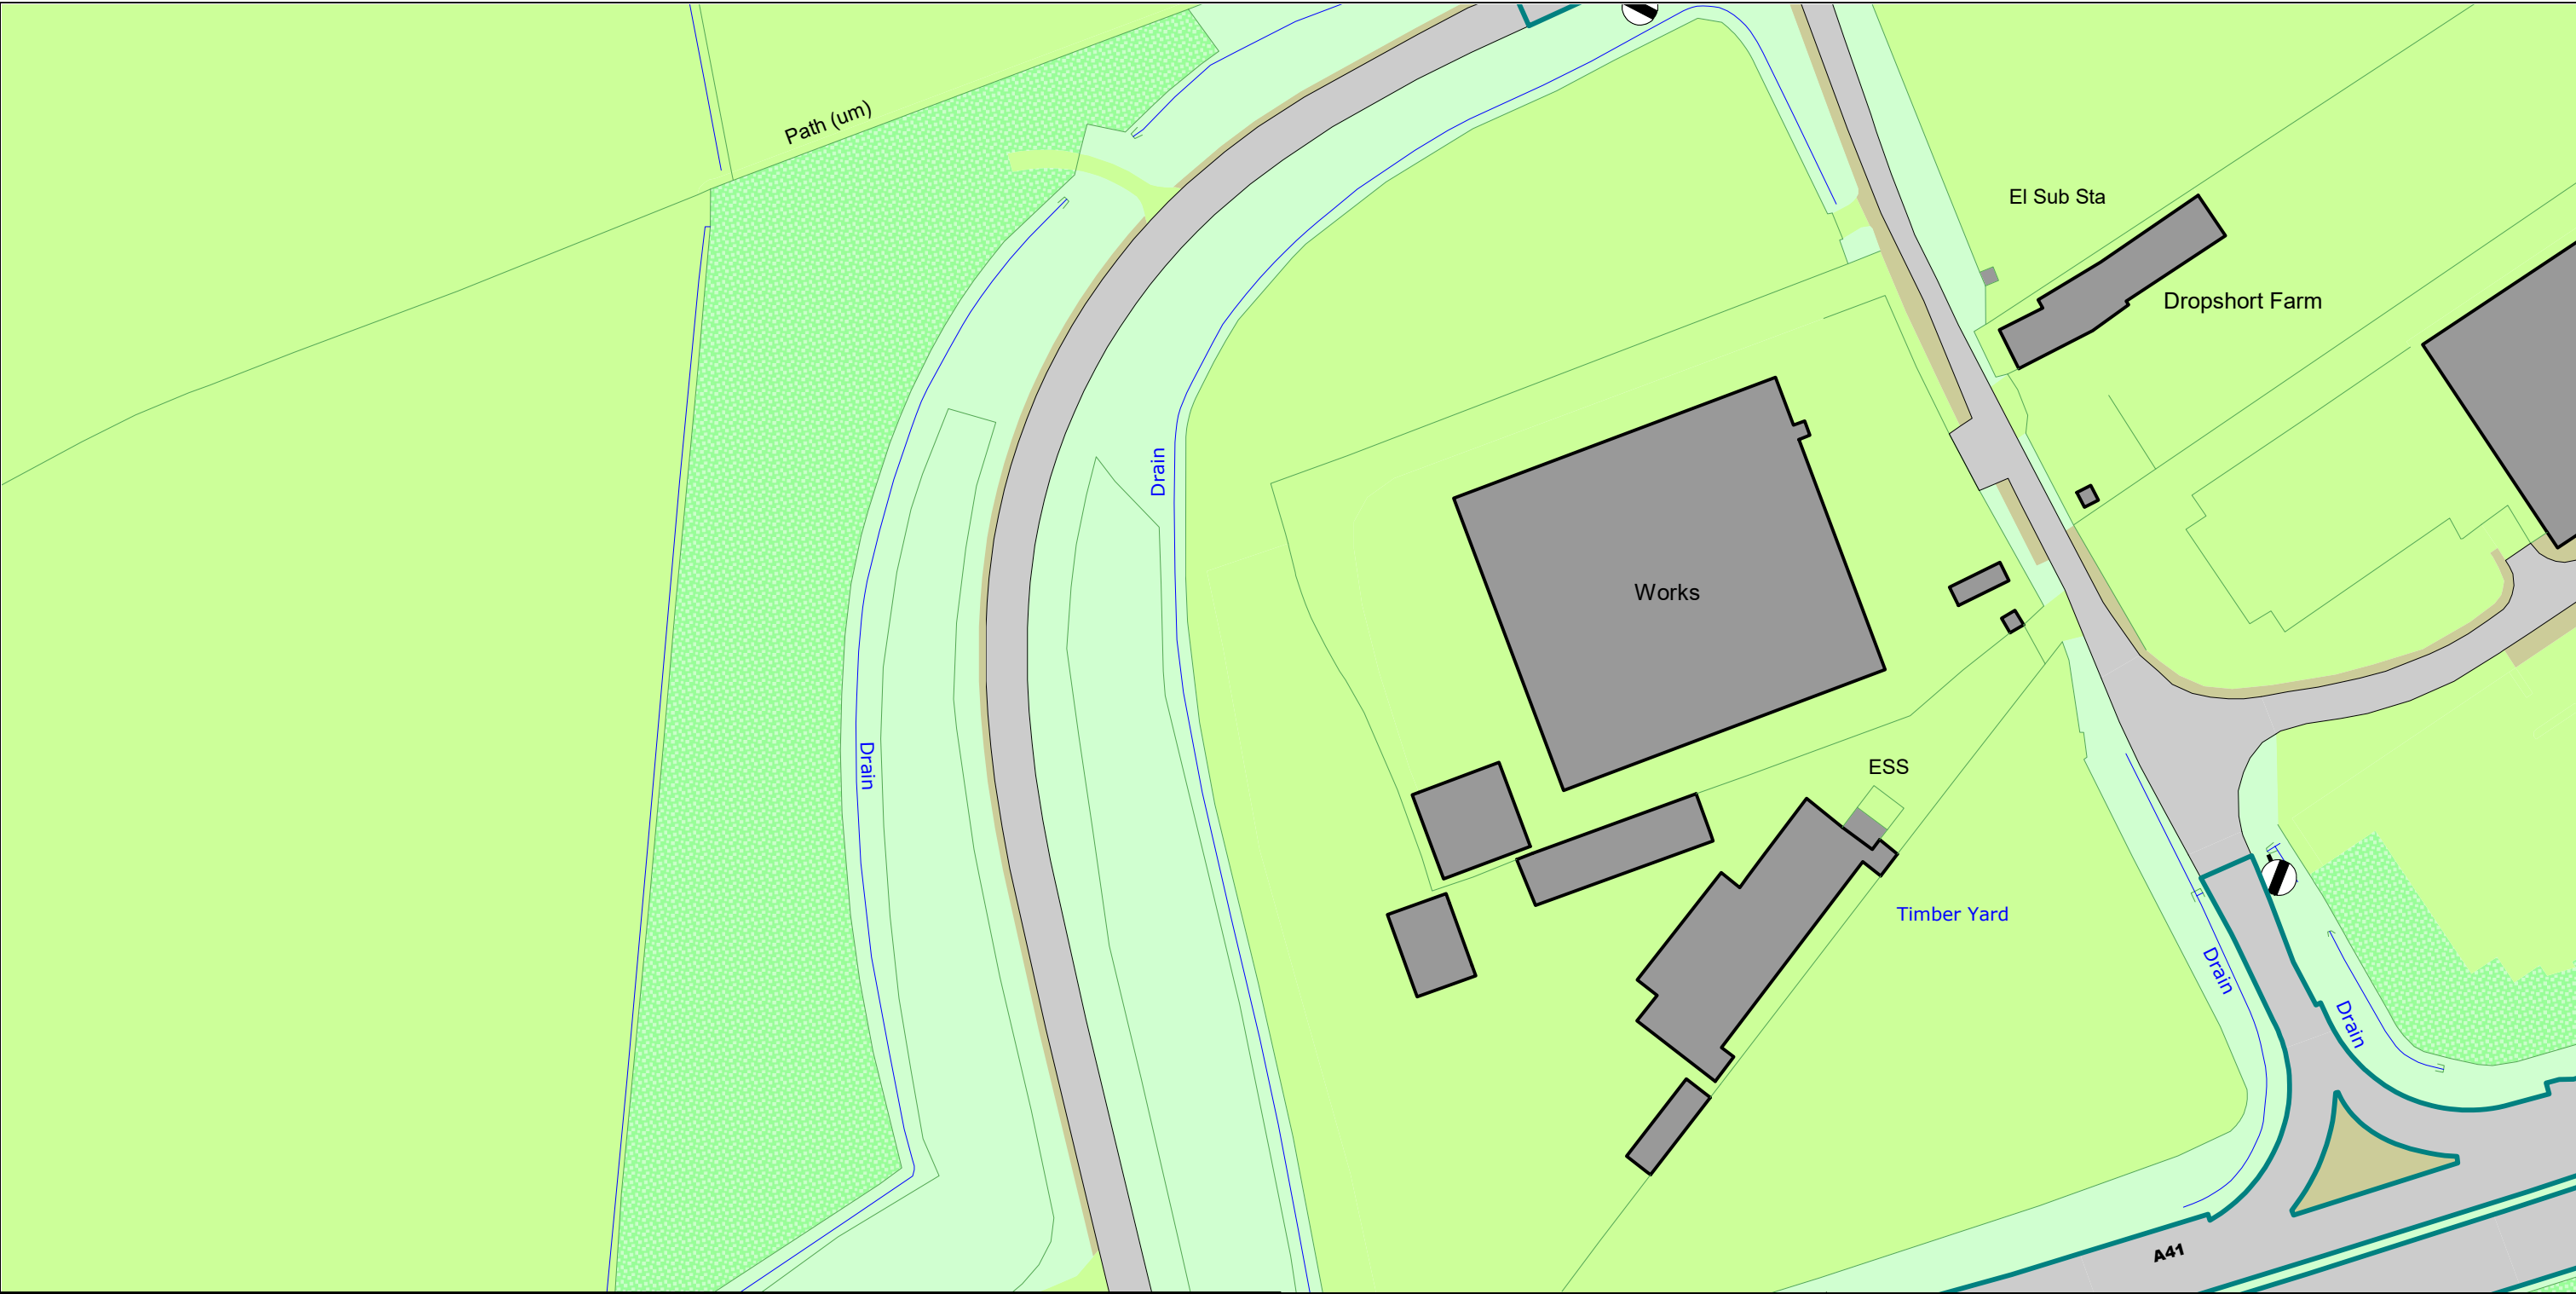 Path (um)
El Sub Sta
Dropshort Farm
Drain
Works
Drain
ESS
Timber Yard
Drain
Drain
A41